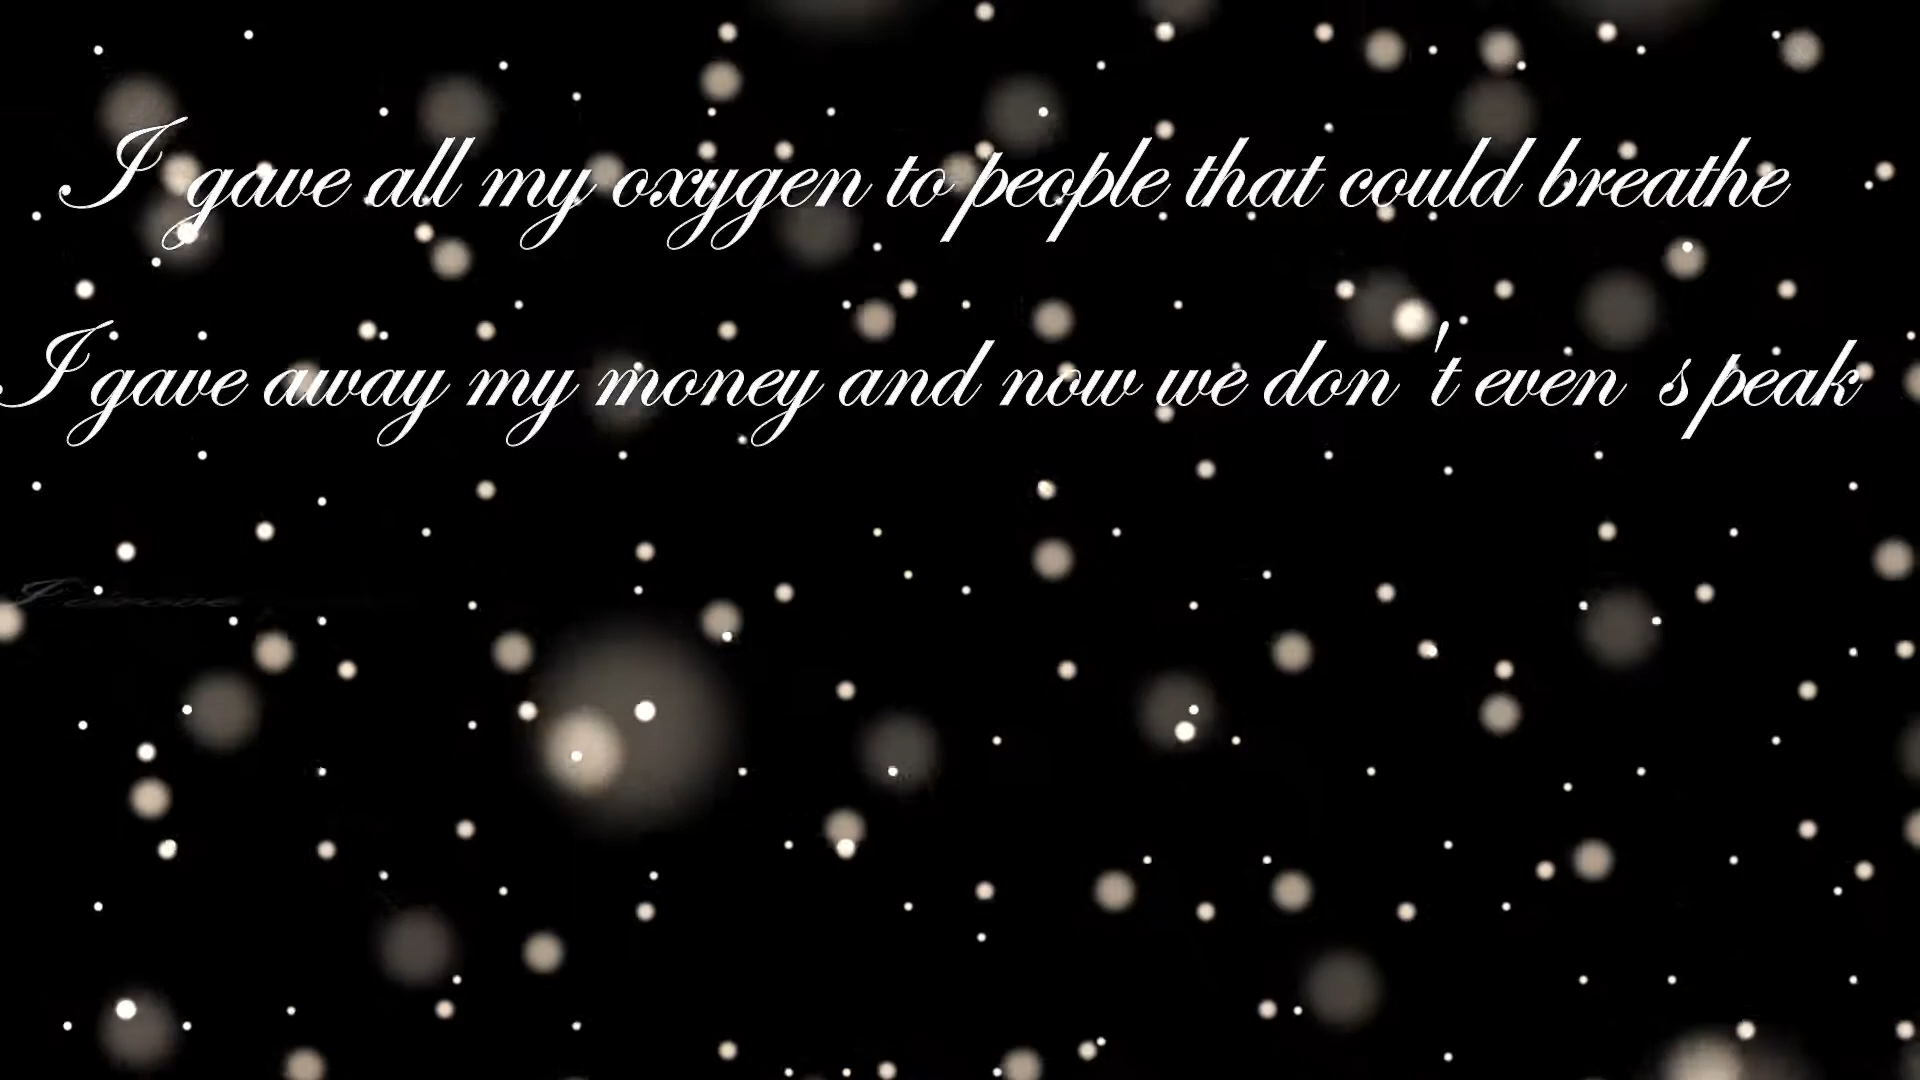 I gave all my oxygen to people that could breathe
I gave away my money and now we don't even speak